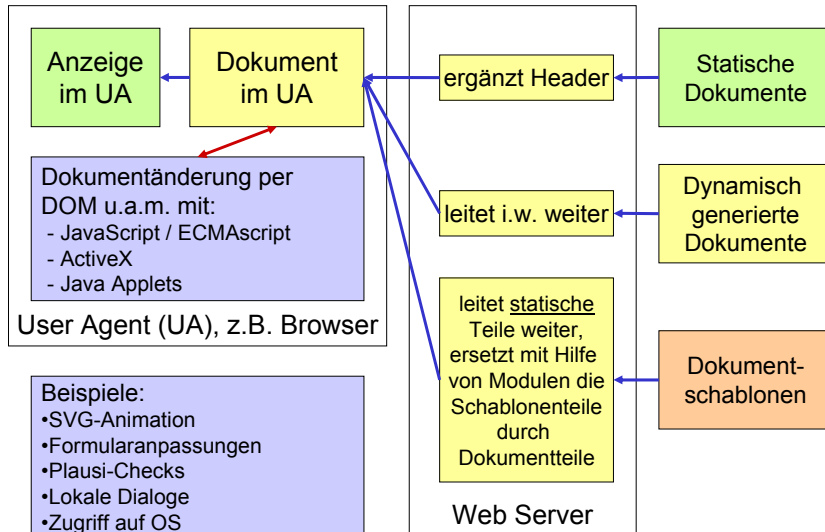 Anzeige
im UA
Dokument
im UA
ergänzt Header
Statische
Dokumente
Dokumentänderung per
DOM u.a.m. mit:
- JavaScript / ECMAscript
- ActiveX
- Java Applets
User Agent (UA), z.B. Browser
leitet i.w. weiter
Dynamisch
generierte
Dokumente
leitet statische
Teile weiter,
ersetzt mit Hilfe
von Modulen die
Schablonenteile
durch
Dokumentteile
Dokument-
schablonen
Web Server
Beispiele:
•SVG-Animation
•Formularanpassungen
•Plausi-Checks
•Lokale Dialoge
•Zugriff auf OS